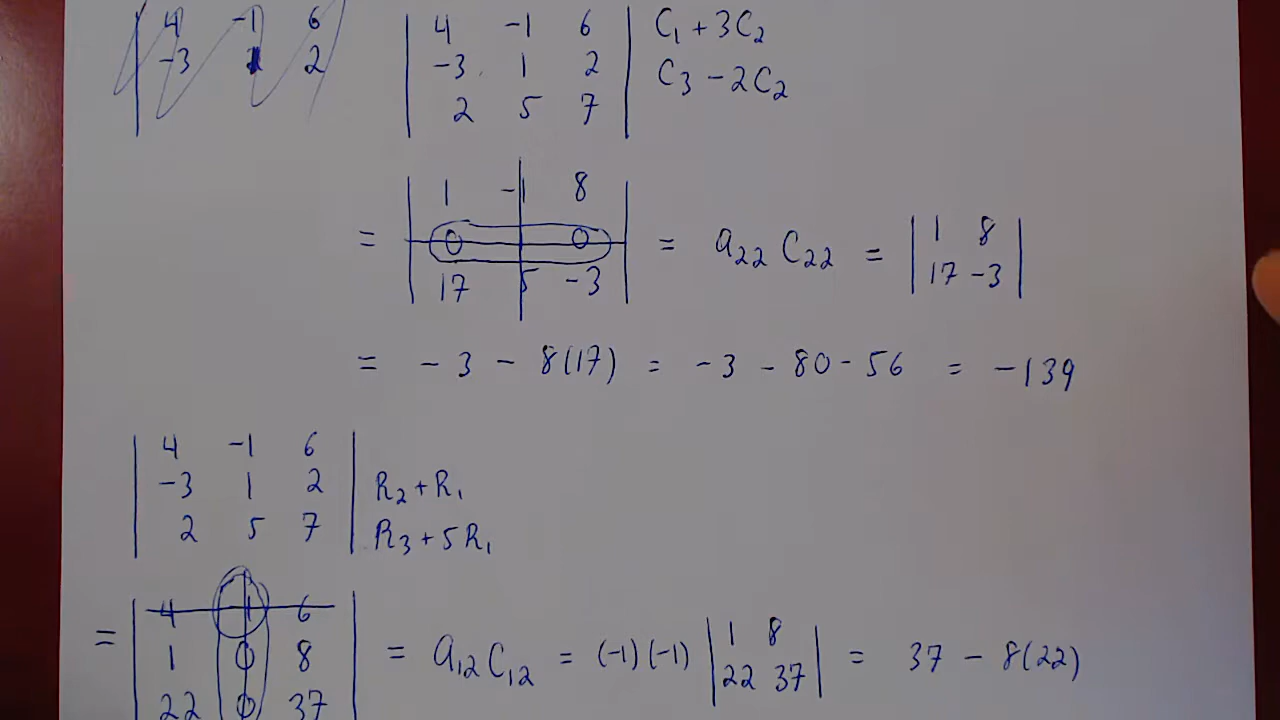 | 4 -1 6 | 4 -1 6 | C₁ + 3C₂
| -3 2 | -3 1 2 | C₃ - 2C₂
| 2 5 7 |
| 1 -1 8 |
= | 0 0 | = a₂₂ C₂₂ = | 1 8 |
| 17 5 -3 | | 17 -3 |
= -3 - 8(17) = -3 - 80 - 56 = -139
| 4 -1 6 |
| -3 1 2 | R₂ + R₁
| 2 5 7 | R₃ + 5R₁
| 4 6 |
= | 1 0 8 | = a₁₂ C₁₂ = (-1)(-1) | 1 8 | = 37 - 8(22)
| 22 0 37 | | 22 37 |